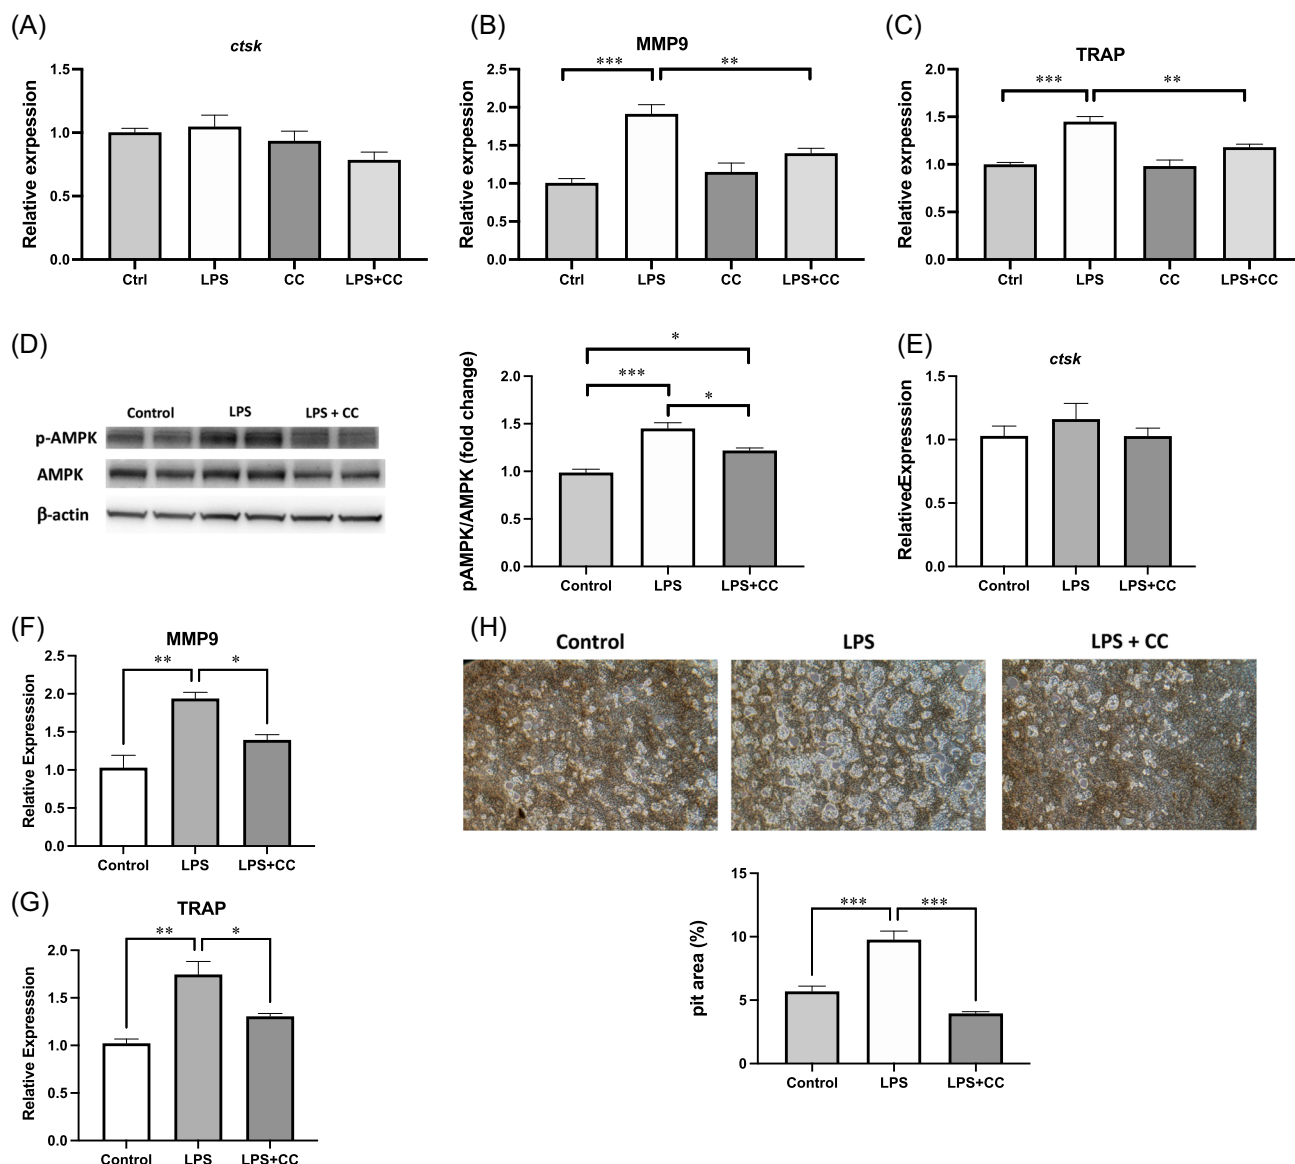 (A)
ctsk
Relative exrpession
1.5
1.0
0.5
0.0
Ctrl LPS CC LPS+CC
(B)
MMP9
*** **
Relative exrpession
2.5
2.0
1.5
1.0
0.5
0.0
Ctrl LPS CC LPS+CC
(C)
TRAP
*** **
Relative exrpession
2.0
1.5
1.0
0.5
0.0
Ctrl LPS CC LPS+CC
(D)
Control LPS LPS + CC
p-AMPK
AMPK
β-actin
*
***
*
pAMPK/AMPK (fold change)
2.0
1.5
1.0
0.5
0.0
Control LPS LPS+CC
(E)
ctsk
RelativedExpresssion
1.5
1.0
0.5
0.0
Control LPS LPS+CC
(F)
MMP9
** *
Relative Expresssion
2.5
2.0
1.5
1.0
0.5
0.0
Control LPS LPS+CC
(G)
TRAP
** *
Relative Expresssion
2.0
1.5
1.0
0.5
0.0
Control LPS LPS+CC
(H)
Control LPS LPS + CC
*** ***
pit area (%)
15
10
5
0
Control LPS LPS+CC